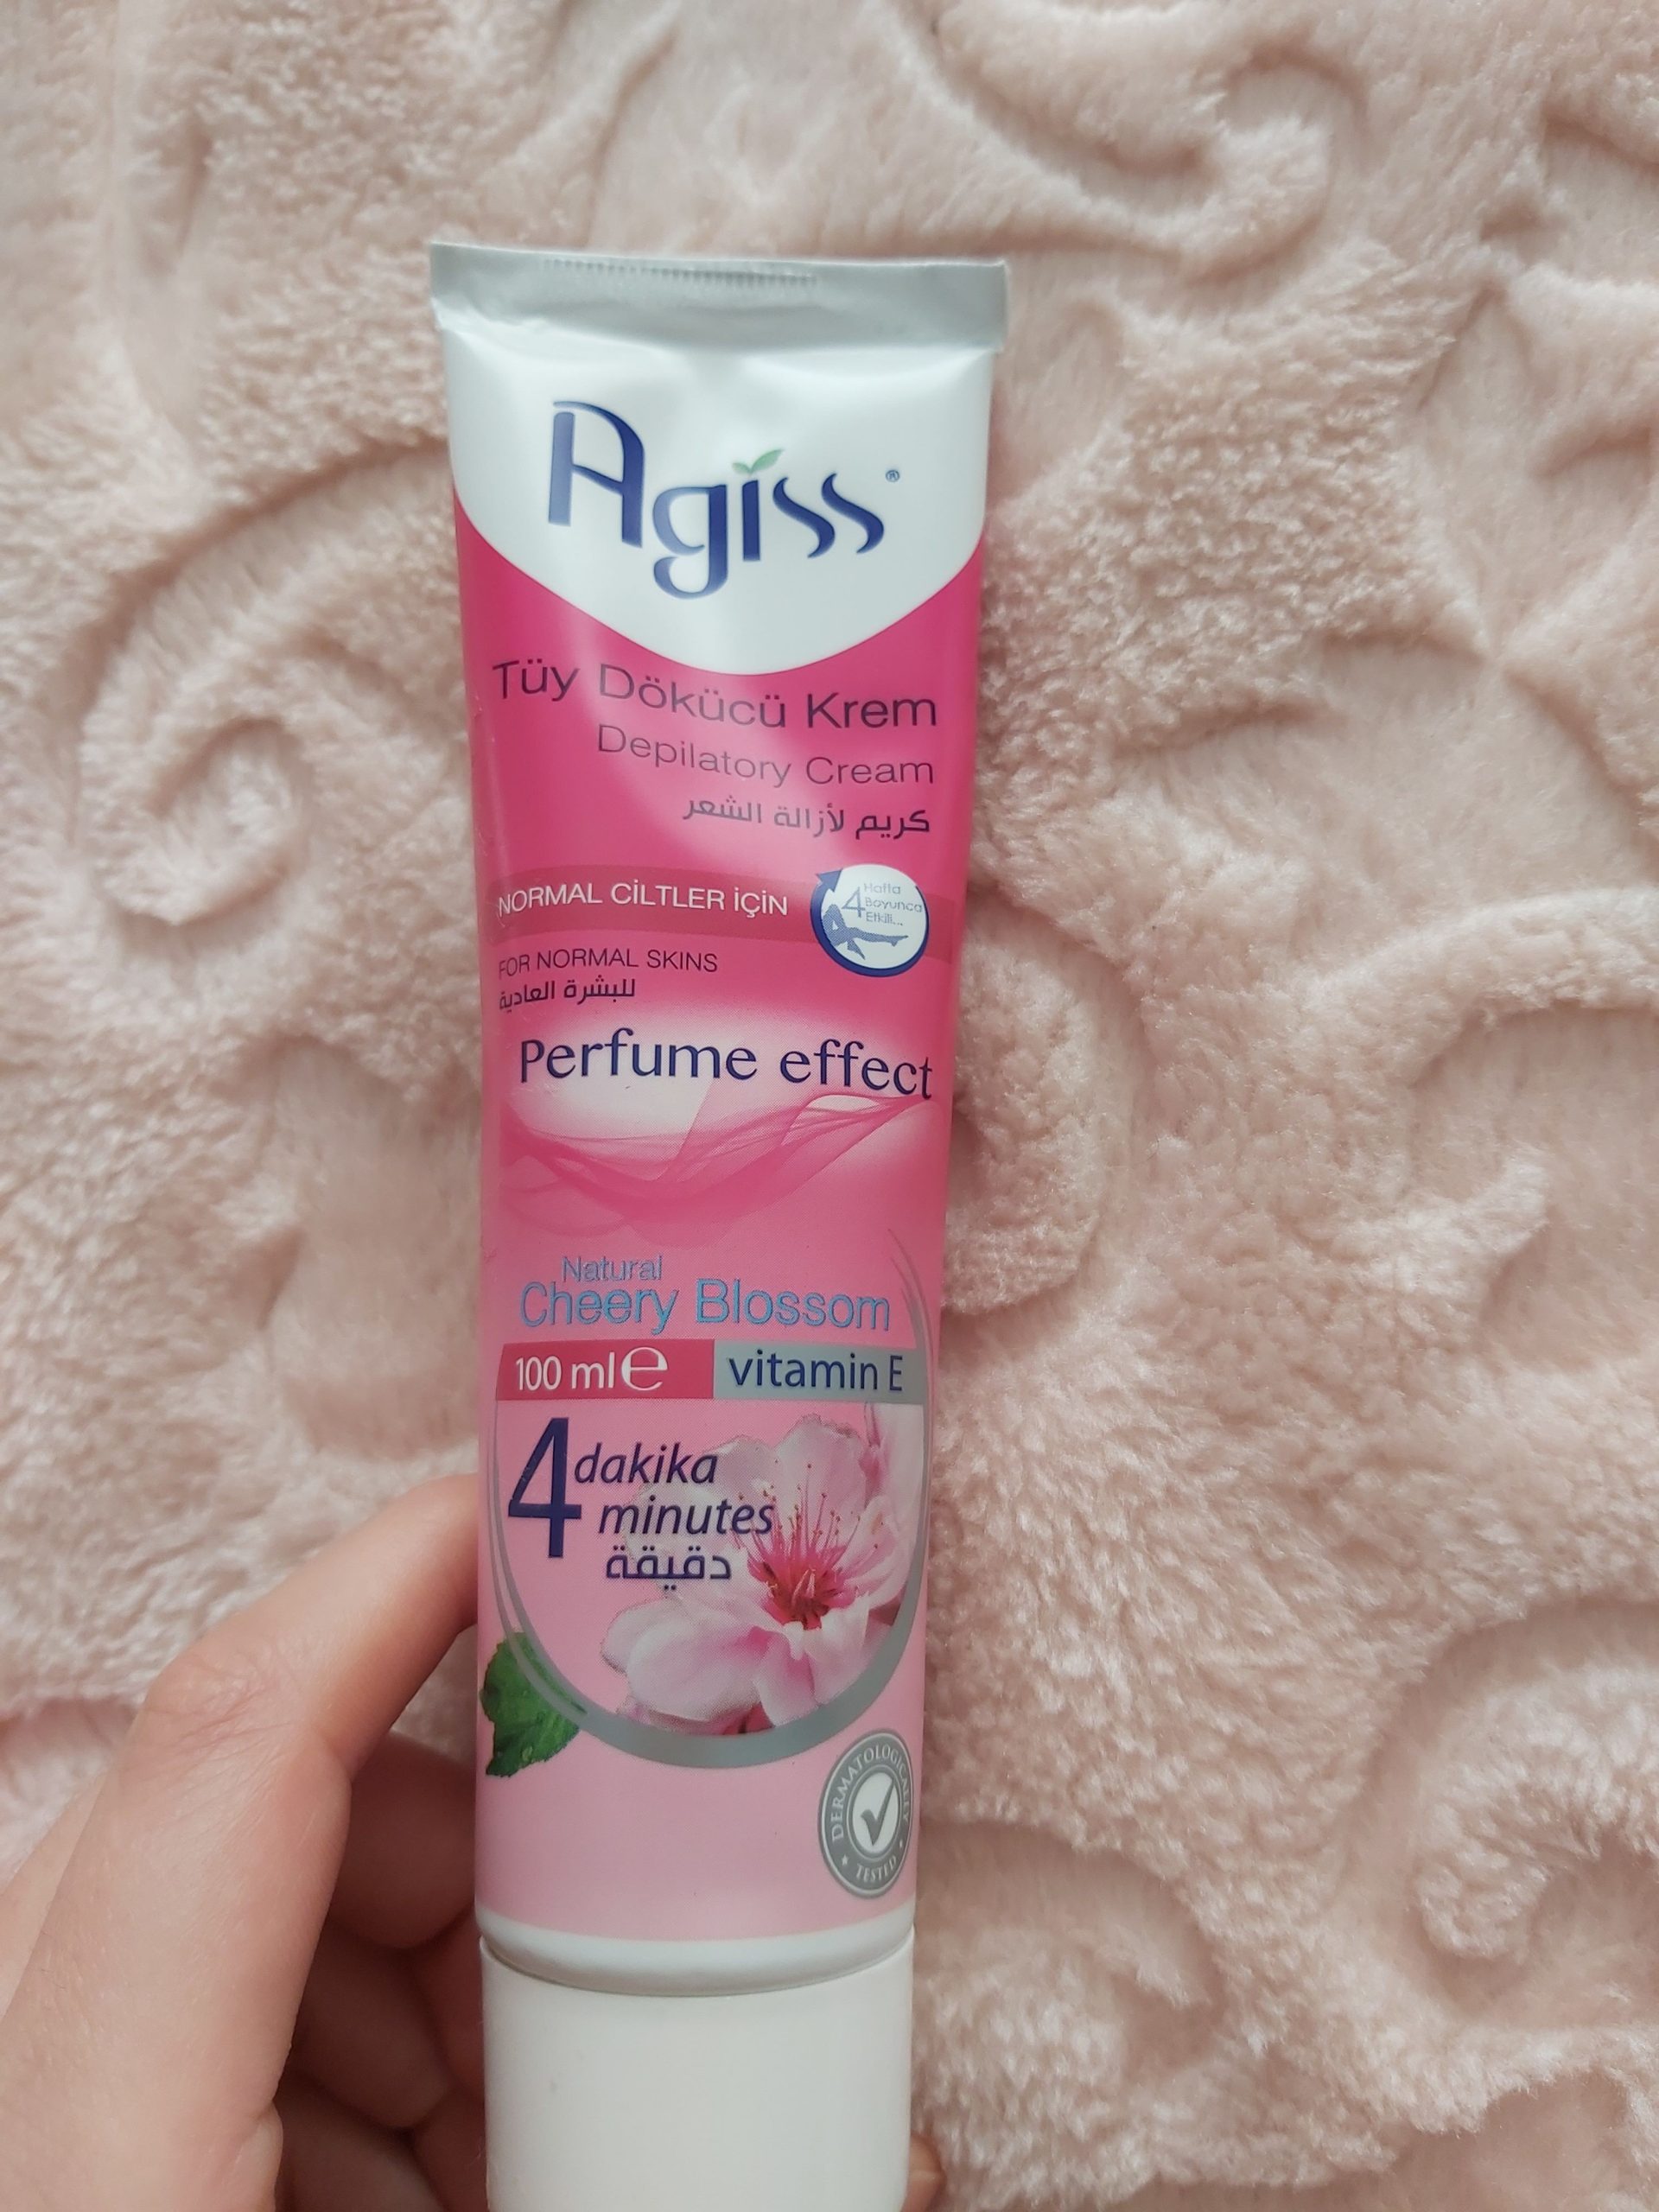 Agiss®
Tüy Dökücü Krem
Depilatory Cream
كريم لأزالة الشعر
NORMAL CİLTLER İÇİN
4 Hafta
Boyunca
Etkili...
FOR NORMAL SKINS
للبشرة العادية
Perfume effect
Natural
Cheery Blossom
100 ml e vitamin E
4 dakika
minutes
دقيقة
DERMATOLOGICALLY
TESTED